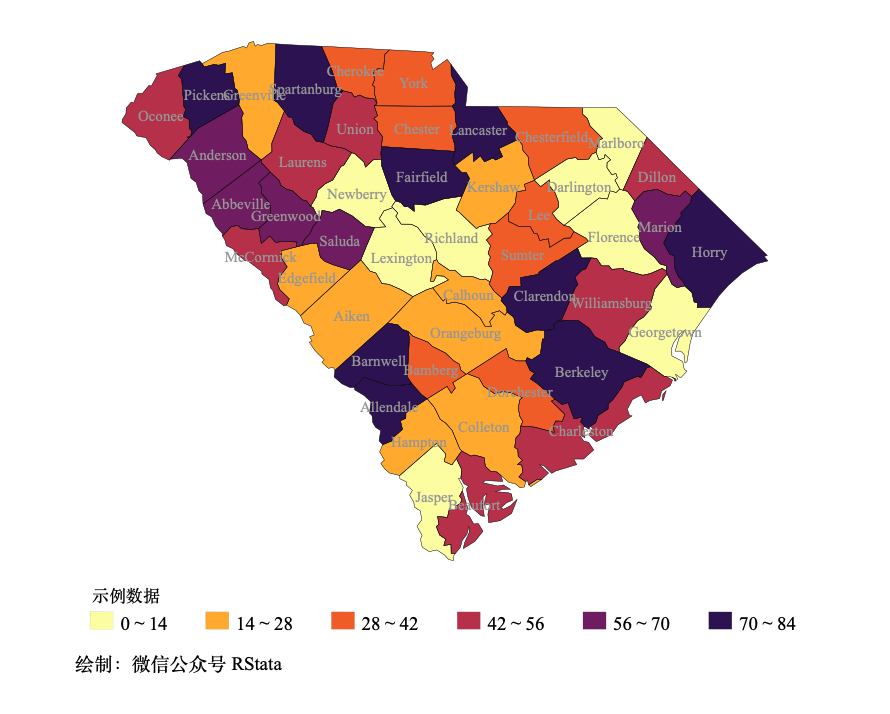 Cherokee
York
Spartanburg
Pickens
Greenville
Oconee
Union
Chester
Lancaster
Chesterfield
Marlboro
Anderson
Laurens
Dillon
Fairfield
Kershaw
Darlington
Newberry
Abbeville
Greenwood
Lee
Marion
Saluda
Richland
Florence
Horry
McCormick
Lexington
Sumter
Edgefield
Calhoun
Clarendon
Williamsburg
Aiken
Orangeburg
Georgetown
Barnwell
Bamberg
Berkeley
Dorchester
Allendale
Colleton
Charleston
Hampton
Jasper
Beaufort
示例数据
0 ~ 14 14 ~ 28 28 ~ 42 42 ~ 56 56 ~ 70 70 ~ 84
绘制：微信公众号 RStata